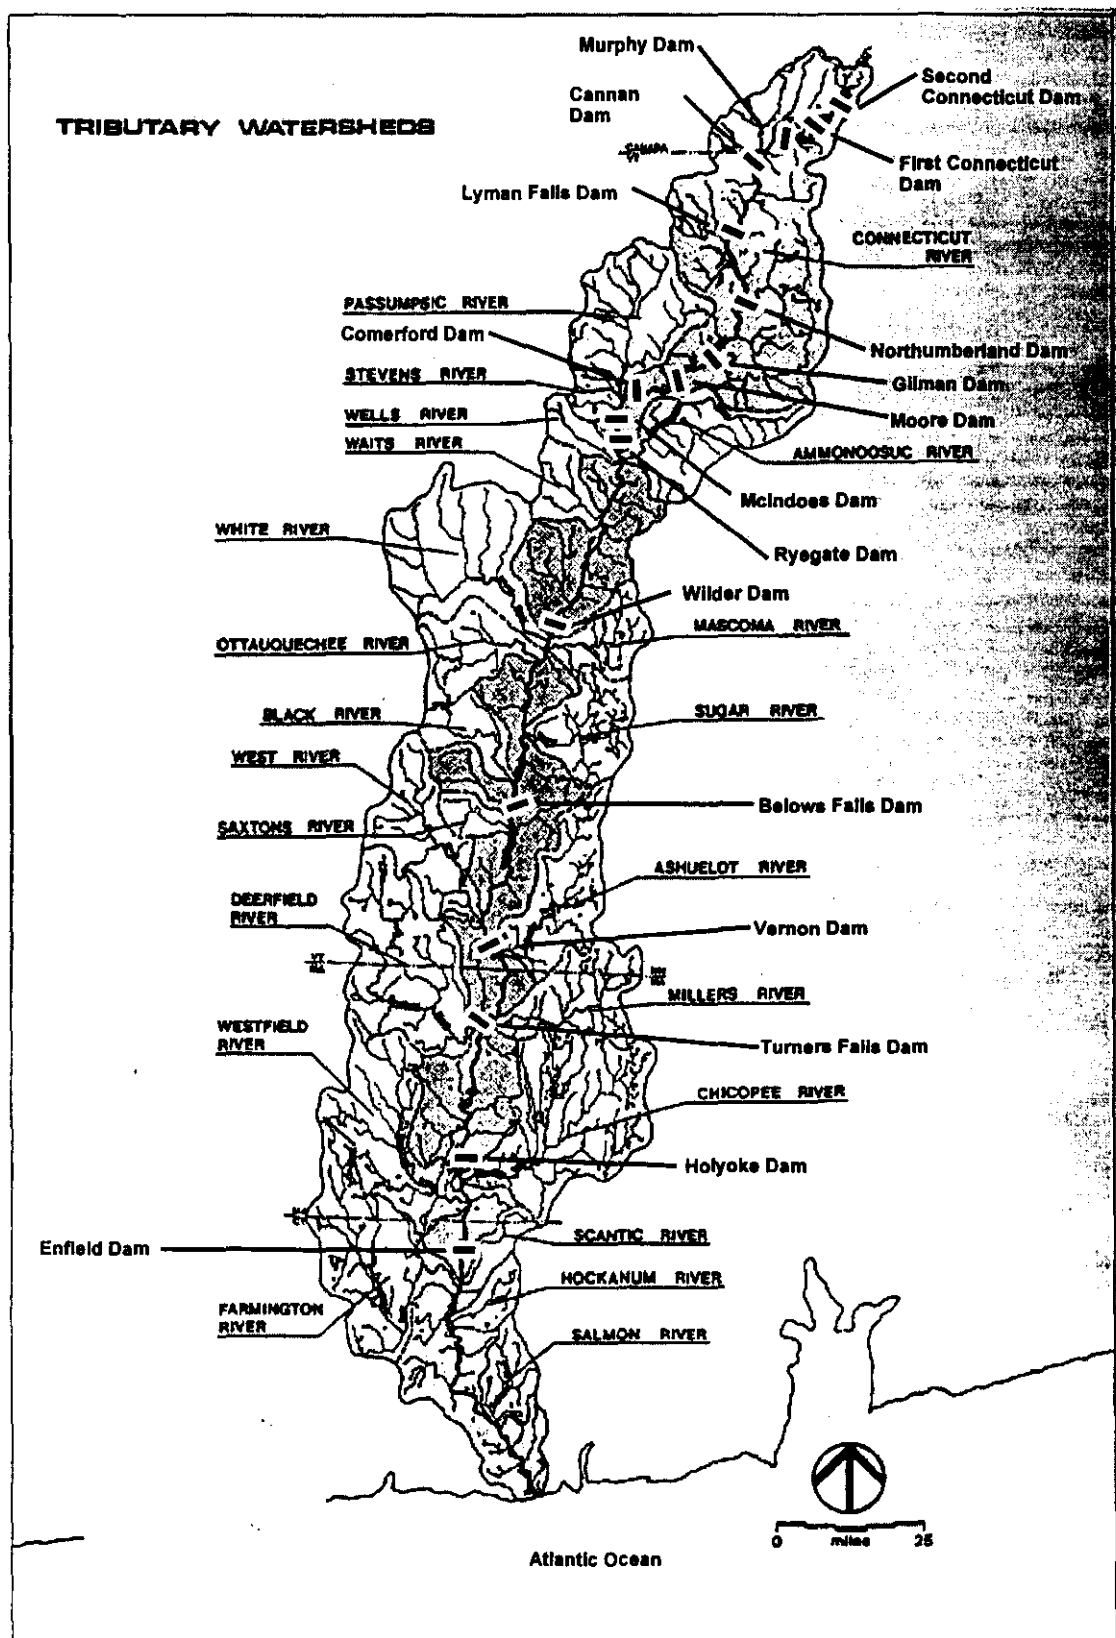 Murphy Dam
Second
Connecticut Dam
Cannan
Dam
TRIBUTARY WATERSHEDS
CANADA
First Connecticut
Dam
Lyman Falls Dam
CONNECTICUT
RIVER
PASSUMPSIC RIVER
Comerford Dam
Northumberland Dam
STEVENS RIVER
Gilman Dam
WELLS RIVER
Moore Dam
WAITS RIVER
AMMONOOSUC RIVER
McIndoes Dam
WHITE RIVER
Ryegate Dam
Wilder Dam
MASCOMA RIVER
OTTAUQUECHEE RIVER
BLACK RIVER
SUGAR RIVER
WEST RIVER
Belows Falls Dam
SAXTONS RIVER
ASHUELOT RIVER
DEERFIELD
RIVER
Vernon Dam
VT
MILLERS RIVER
WESTFIELD
RIVER
Turners Falls Dam
CHICOPEE RIVER
Holyoke Dam
SCANTIC RIVER
Enfield Dam
HOCKANUM RIVER
FARMINGTON
RIVER
SALMON RIVER
0 miles 25
Atlantic Ocean